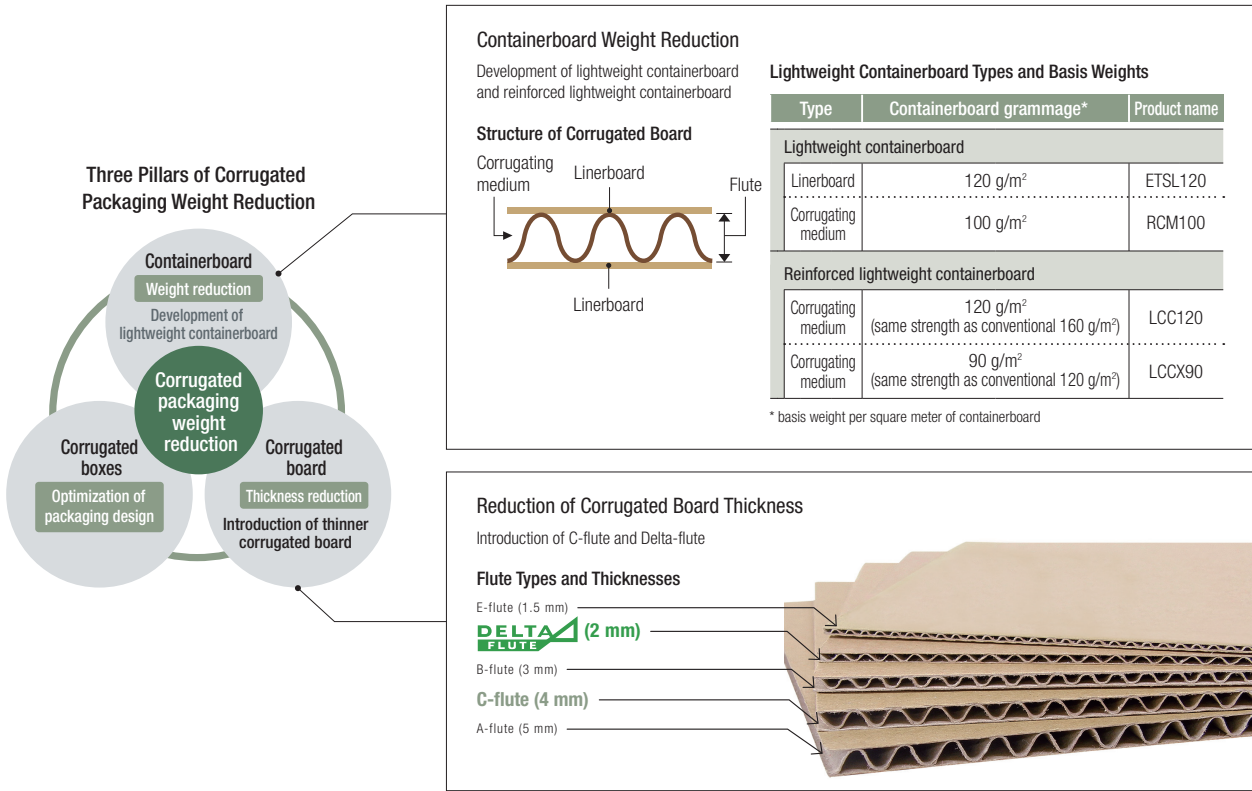 Three Pillars of Corrugated
Packaging Weight Reduction
Containerboard
Weight reduction
Development of
lightweight containerboard
Corrugated
packaging
weight
reduction
Corrugated
boxes
Optimization of
packaging design
Corrugated
board
Thickness reduction
Introduction of thinner
corrugated board
Containerboard Weight Reduction
Development of lightweight containerboard
and reinforced lightweight containerboard
Structure of Corrugated Board
Corrugating
medium
Linerboard
Flute
Linerboard
Lightweight Containerboard Types and Basis Weights
Type Containerboard grammage* Product name
Lightweight containerboard
Linerboard 120 g/m² ETSL120
Corrugating
medium
100 g/m² RCM100
Reinforced lightweight containerboard
Corrugating
medium
120 g/m²
(same strength as conventional 160 g/m²)
LCC120
Corrugating
medium
90 g/m²
(same strength as conventional 120 g/m²)
LCCX90
* basis weight per square meter of containerboard
Reduction of Corrugated Board Thickness
Introduction of C-flute and Delta-flute
Flute Types and Thicknesses
E-flute (1.5 mm)
DELTA
FLUTE
(2 mm)
B-flute (3 mm)
C-flute (4 mm)
A-flute (5 mm)